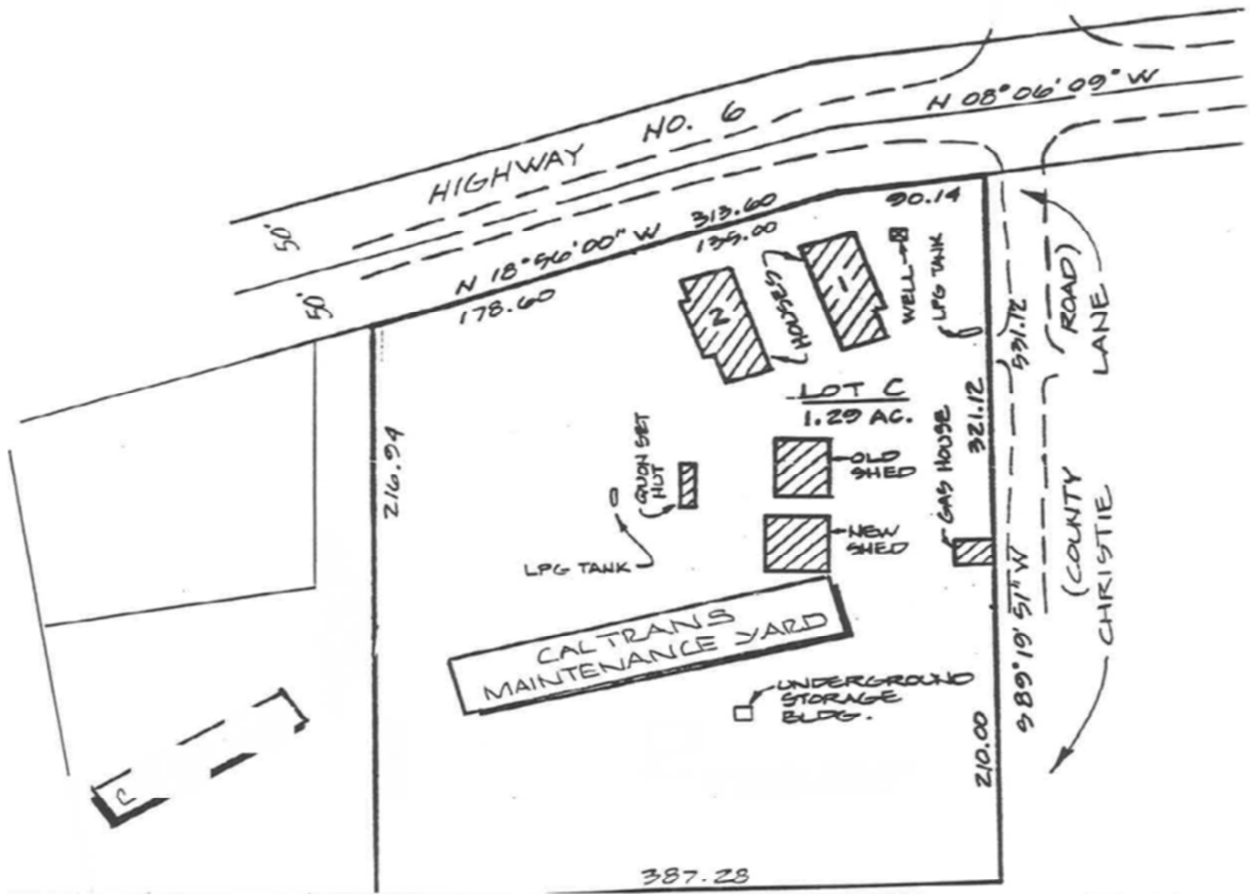 HIGHWAY NO. 6
N 08°06'09" W
50'
50'
N 18°56'00" W
313.60
135.00
178.60
90.14
HOUSES
1
2
WELL
LPG TANK
531.12
ROAD)
LANE
LOT C
1.29 AC.
321.12
216.94
QUONSET
HUT
OLD
SHED
GAS HOUSE
NEW
SHED
LPG TANK
(COUNTY
CHRISTIE
S 89°19'51" W
CALTRANS
MAINTENANCE YARD
UNDERGROUND
STORAGE
BLDG.
210.00
387.28